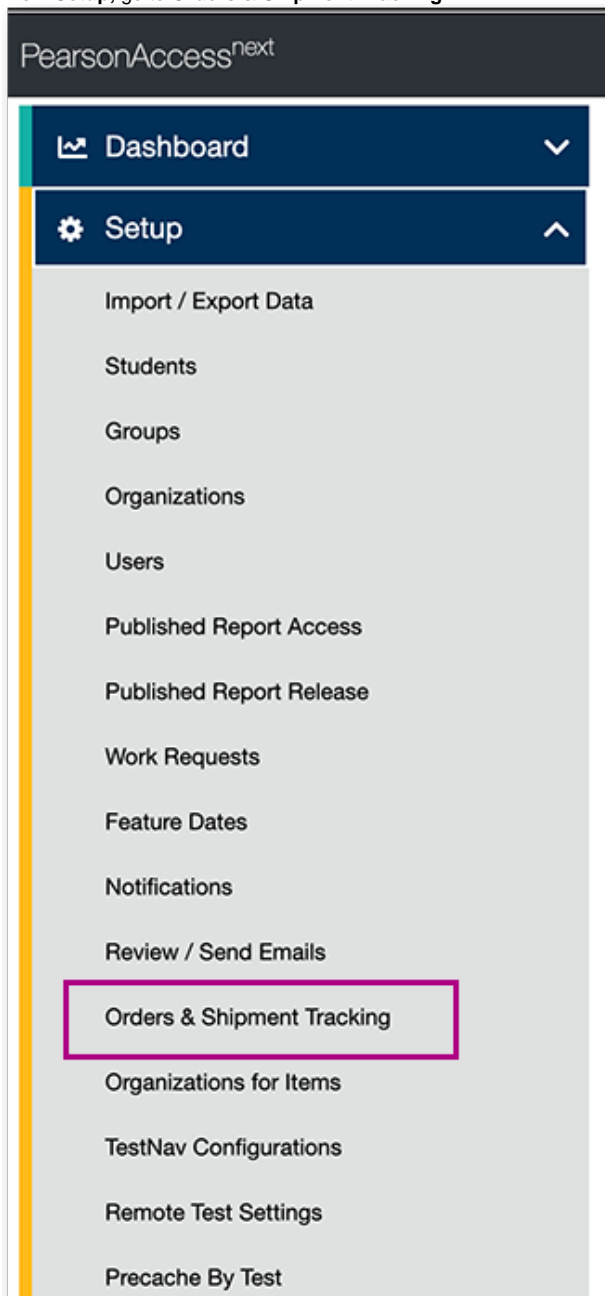 PearsonAccessnext
Dashboard
Setup
Import / Export Data
Students
Groups
Organizations
Users
Published Report Access
Published Report Release
Work Requests
Feature Dates
Notifications
Review / Send Emails
Orders & Shipment Tracking
Organizations for Items
TestNav Configurations
Remote Test Settings
Precache By Test